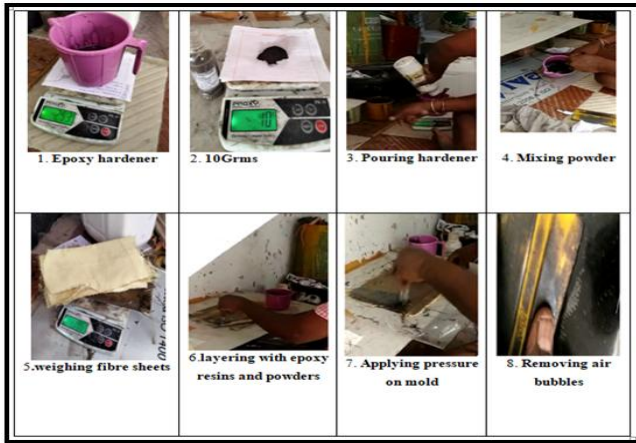 1. Epoxy hardener
2. 10Grms
3. Pouring hardener
4. Mixing powder
5.weighing fibre sheets
6.layering with epoxy
resins and powders
7. Applying pressure
on mold
8. Removing air
bubbles